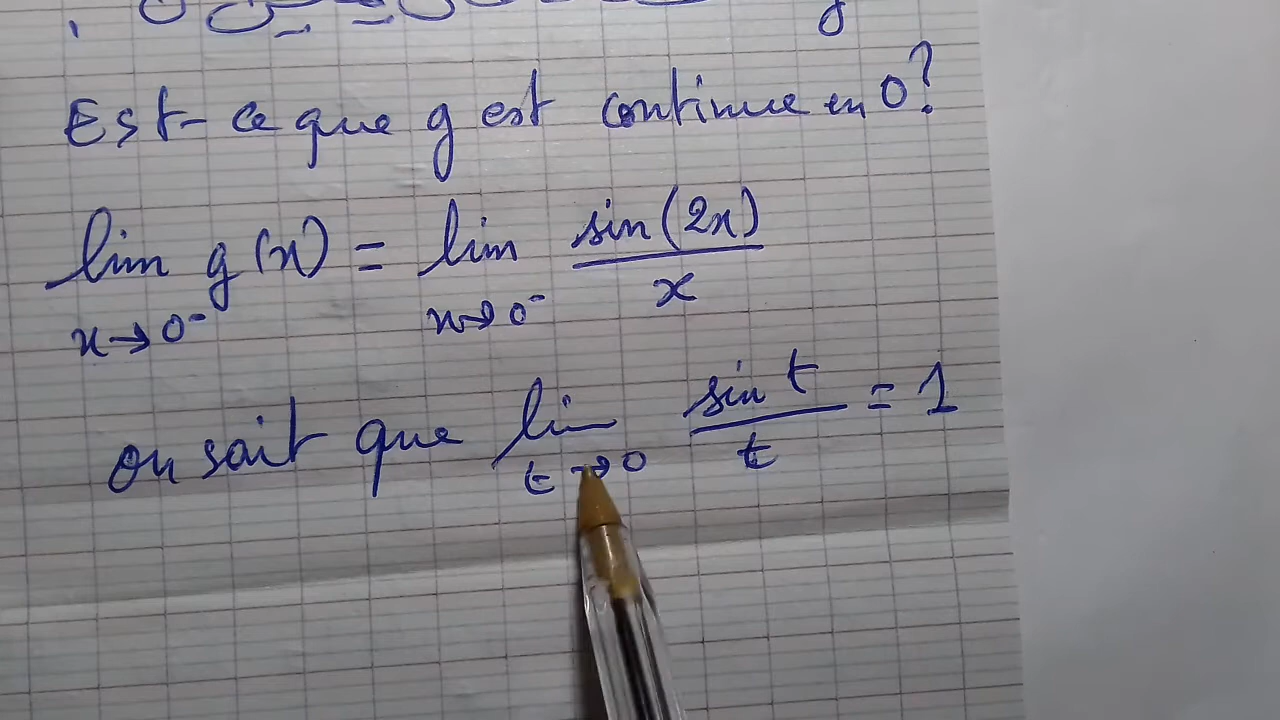 Est-ce que g est continue en 0?
lim g(x) = lim sin(2x)/x
x→0⁻ x→0⁻
On sait que lim sin t/t = 1
t→0